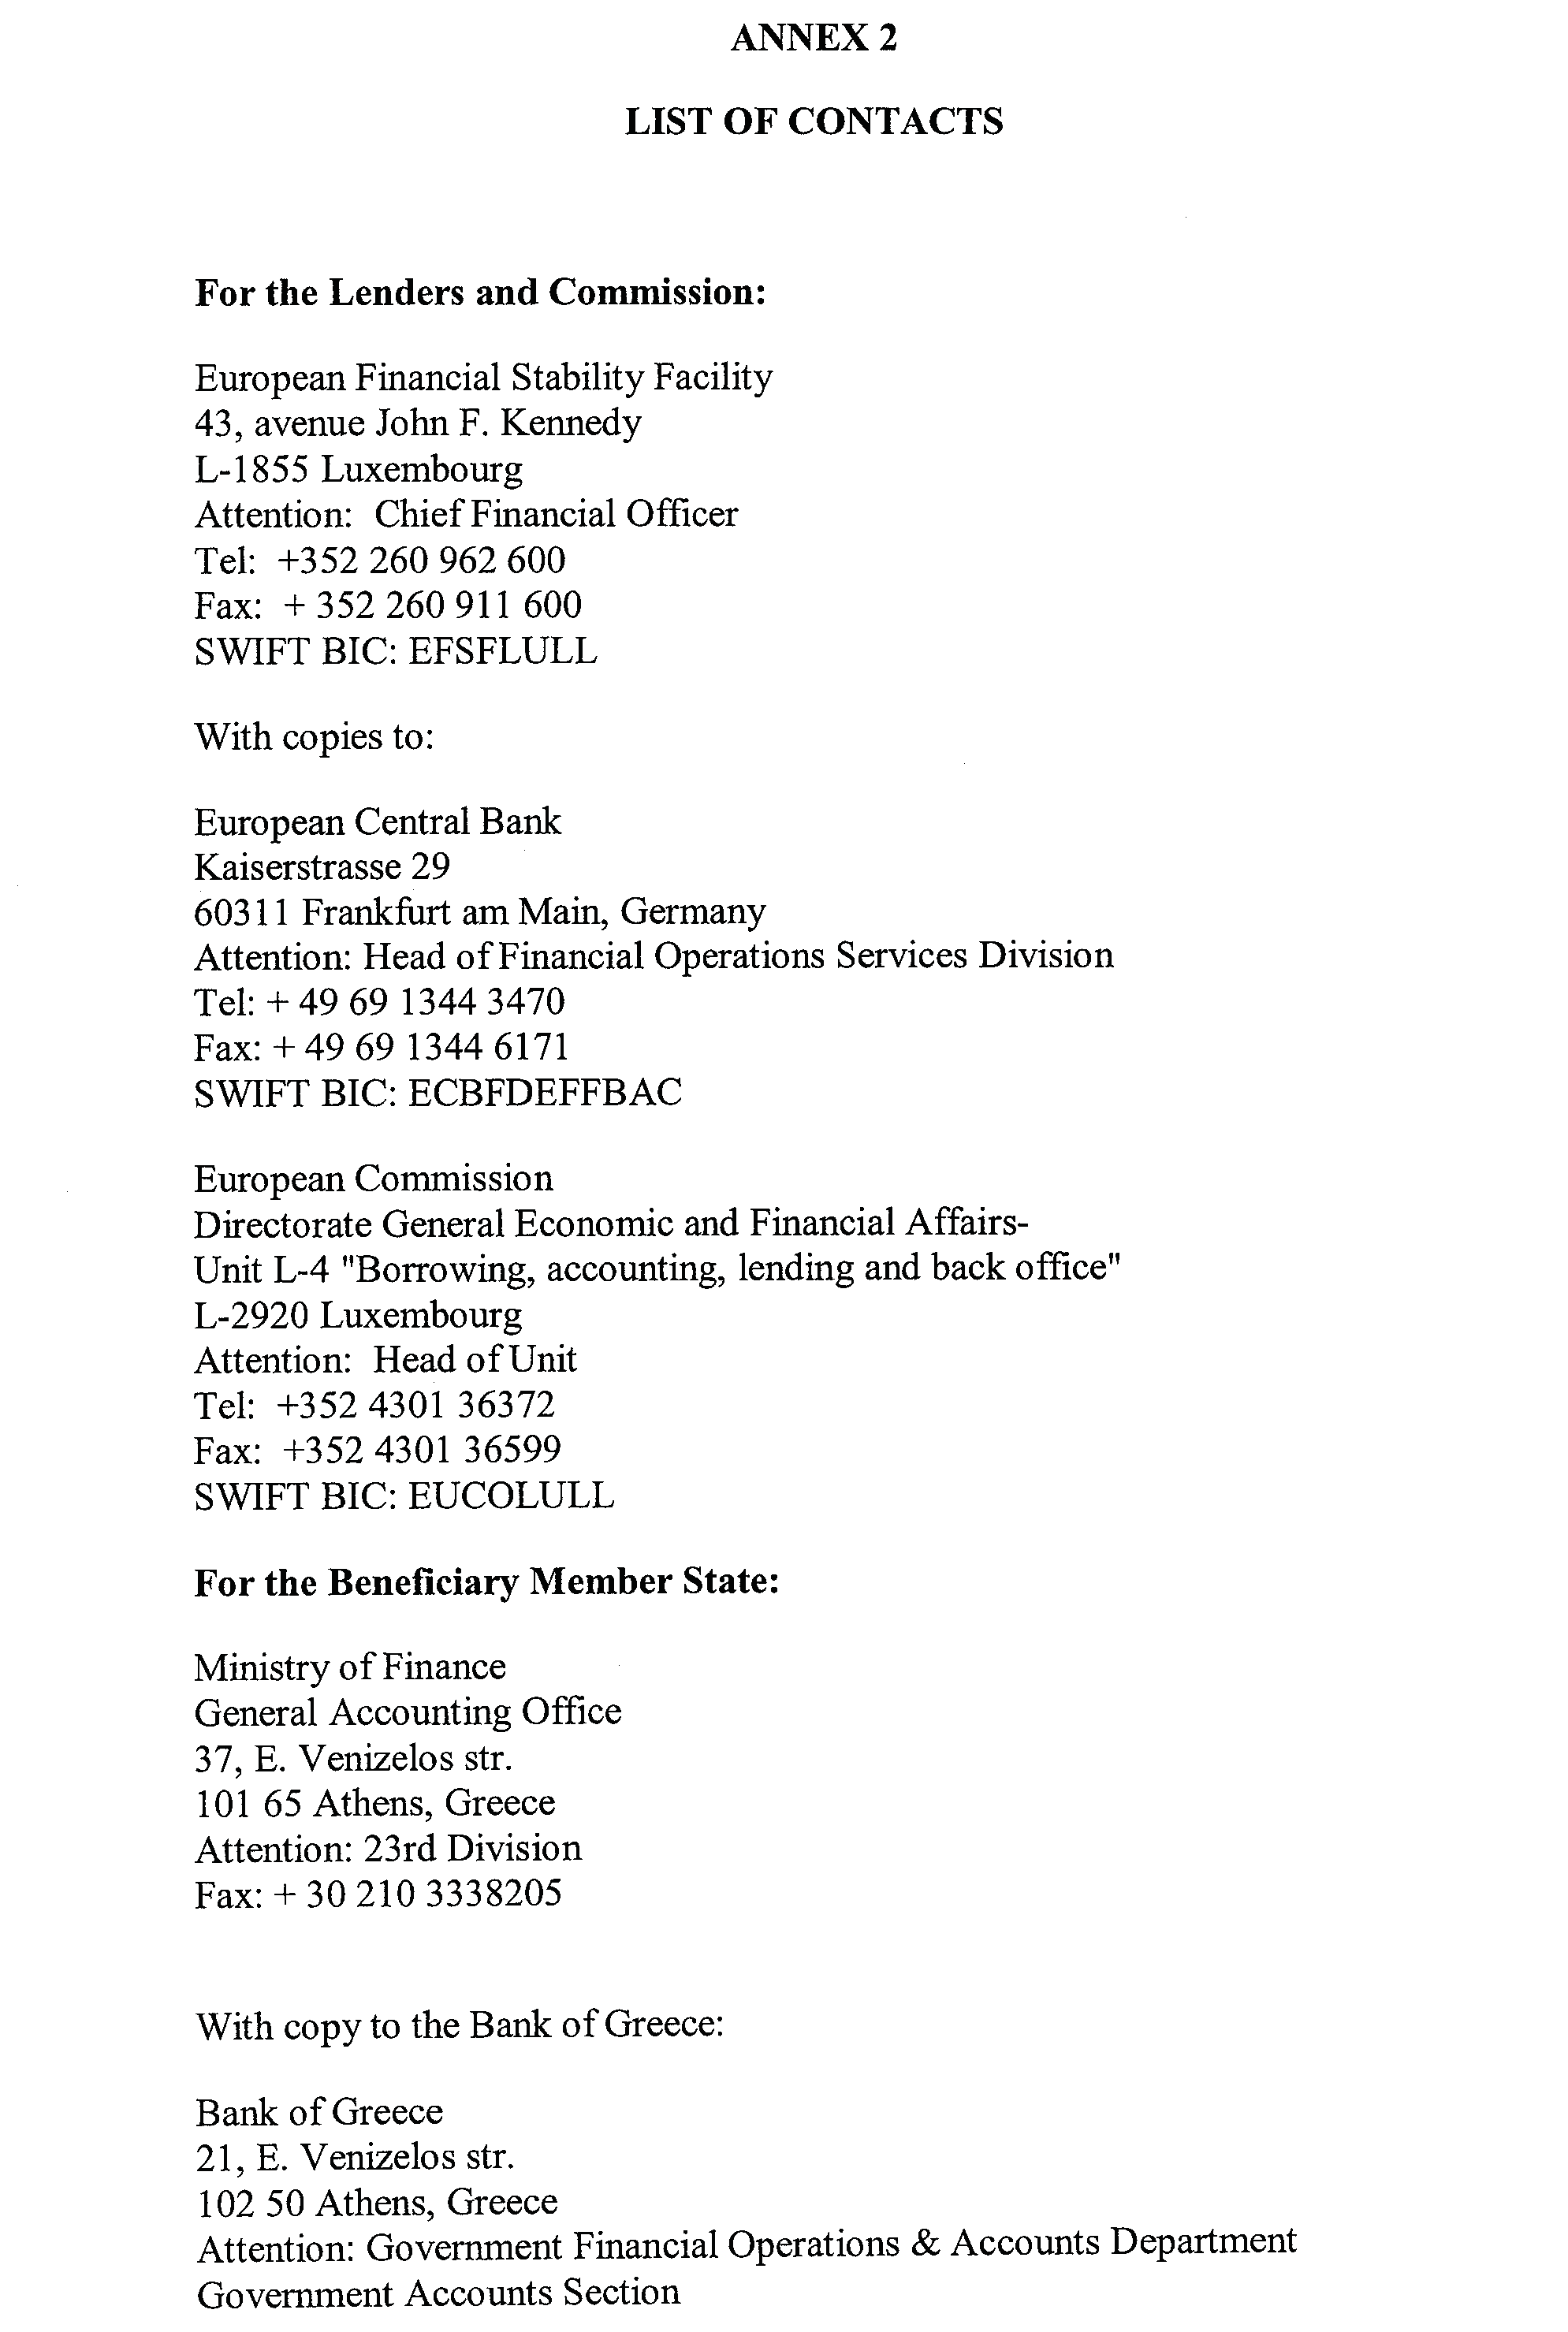 ANNEX 2
LIST OF CONTACTS
For the Lenders and Commission:
European Financial Stability Facility
43, avenue John F. Kennedy
L-1855 Luxembourg
Attention: Chief Financial Officer
Tel: +352 260 962 600
Fax: + 352 260 911 600
SWIFT BIC: EFSFLULL
With copies to:
European Central Bank
Kaiserstrasse 29
60311 Frankfurt am Main, Germany
Attention: Head of Financial Operations Services Division
Tel: + 49 69 1344 3470
Fax: + 49 69 1344 6171
SWIFT BIC: ECBFDEFFBAC
European Commission
Directorate General Economic and Financial Affairs-
Unit L-4 "Borrowing, accounting, lending and back office"
L-2920 Luxembourg
Attention: Head of Unit
Tel: +352 4301 36372
Fax: +352 4301 36599
SWIFT BIC: EUCOLULL
For the Beneficiary Member State:
Ministry of Finance
General Accounting Office
37, E. Venizelos str.
101 65 Athens, Greece
Attention: 23rd Division
Fax: + 30 210 3338205
With copy to the Bank of Greece:
Bank of Greece
21, E. Venizelos str.
102 50 Athens, Greece
Attention: Government Financial Operations & Accounts Department
Government Accounts Section